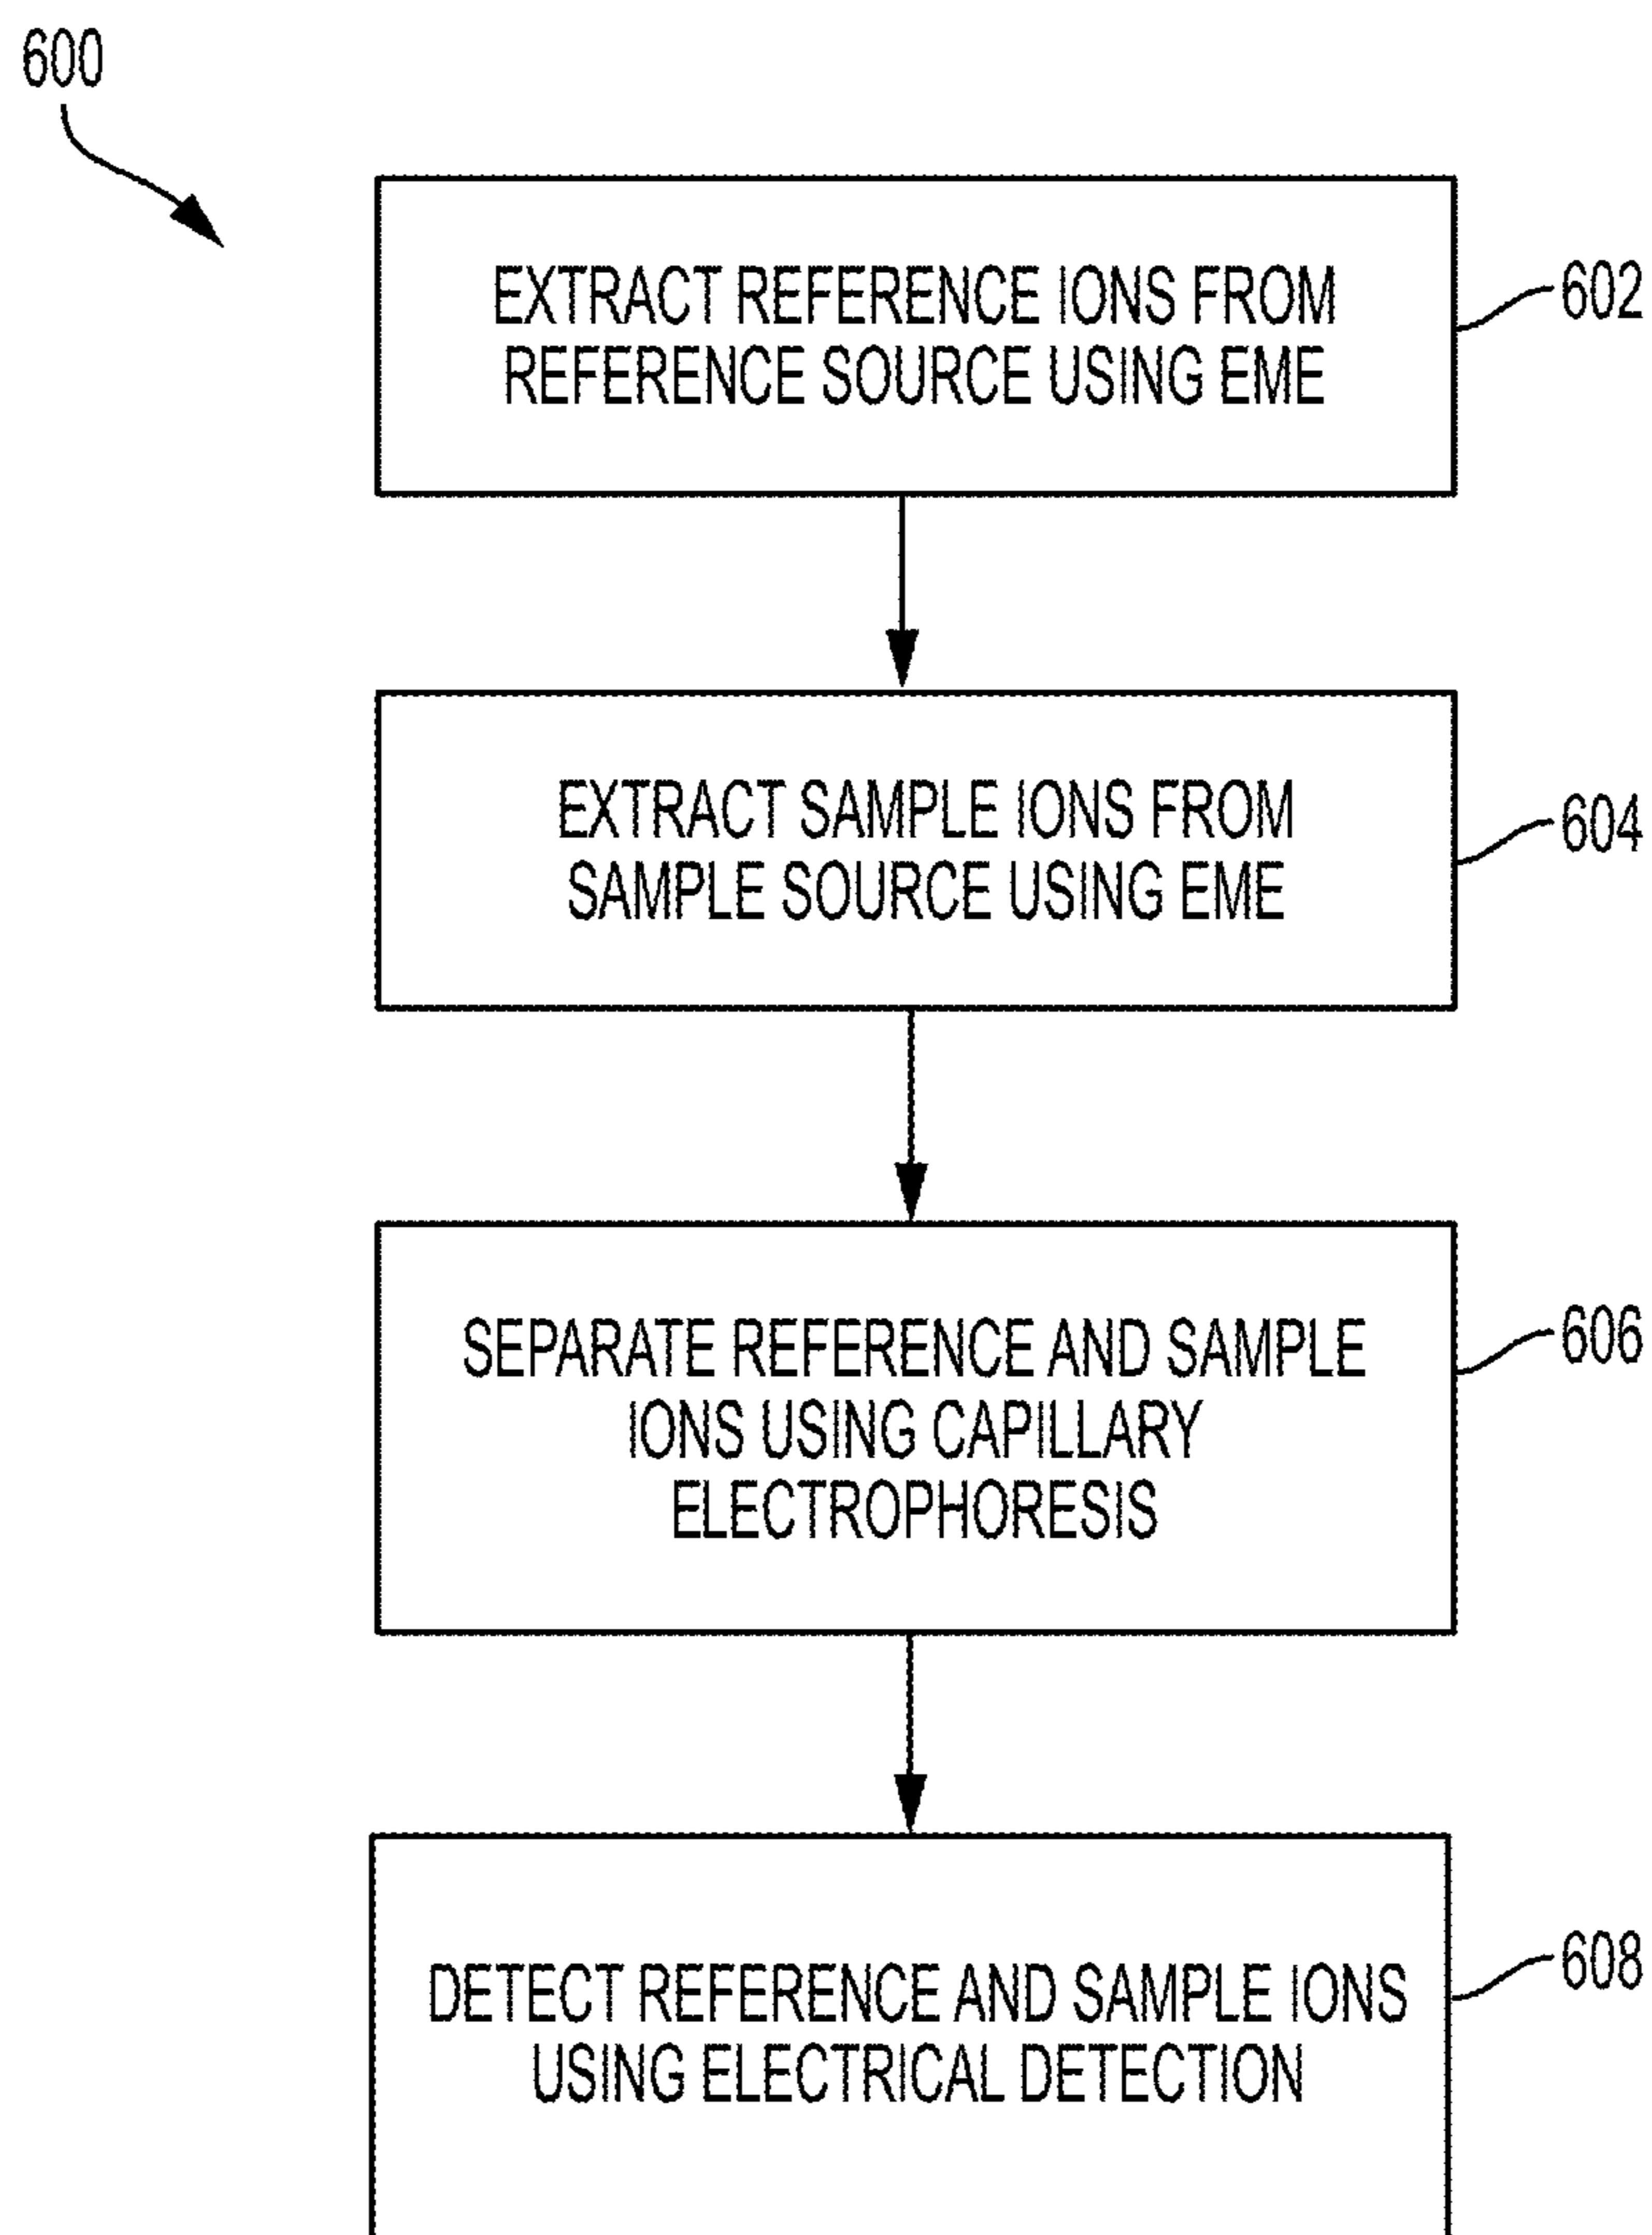 600
EXTRACT REFERENCE IONS FROM
REFERENCE SOURCE USING EME
602
EXTRACT SAMPLE IONS FROM
SAMPLE SOURCE USING EME
604
SEPARATE REFERENCE AND SAMPLE
IONS USING CAPILLARY
ELECTROPHORESIS
606
DETECT REFERENCE AND SAMPLE IONS
USING ELECTRICAL DETECTION
608